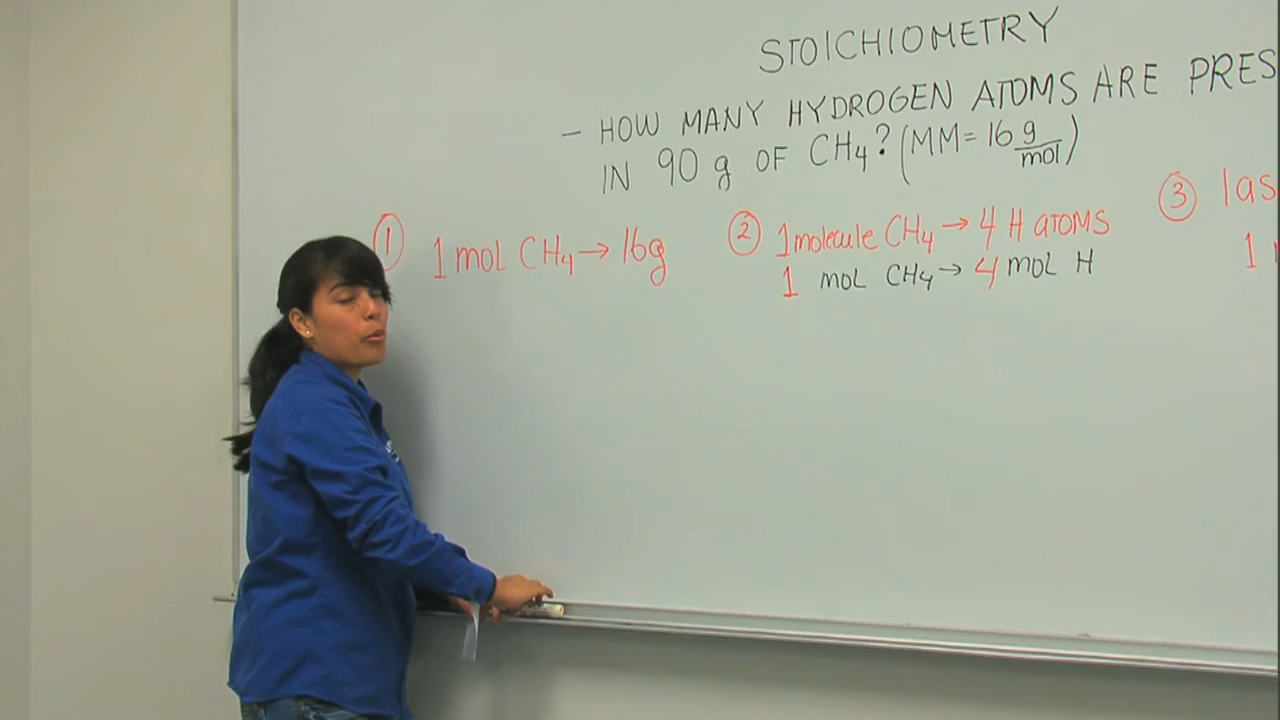 STOICHIOMETRY
- HOW MANY HYDROGEN ATOMS ARE PRES
IN 90 g OF CH4? (MM= 16 g/mol)
① 1 mol CH4 → 16g
② 1 molecule CH4 → 4 H ATOMS
1 mol CH4 → 4 mol H
③ las
1